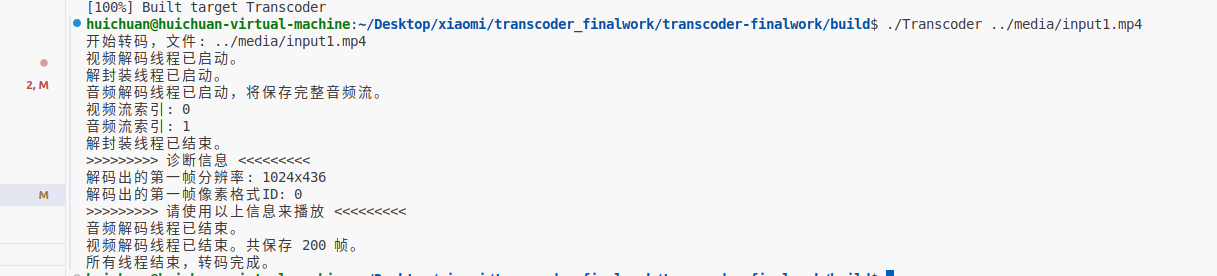 [100%] Built target Transcoder
huichuan@huichuan-virtual-machine:~/Desktop/xiaomi/transcoder_finalwork/transcoder-finalwork/build$ ./Transcoder ../media/input1.mp4
开始转码，文件: ../media/input1.mp4
视频解码线程已启动。
解封装线程已启动。
2, M
音频解码线程已启动，将保存完整音频流。
视频流索引: 0
音频流索引: 1
解封装线程已结束。
>>>>>>>>> 诊断信息 <<<<<<<<<
解码出的第一帧分辨率: 1024x436
M
解码出的第一帧像素格式ID: 0
>>>>>>>>> 请使用以上信息来播放 <<<<<<<<<
音频解码线程已结束。
视频解码线程已结束。共保存 200 帧。
所有线程结束，转码完成。